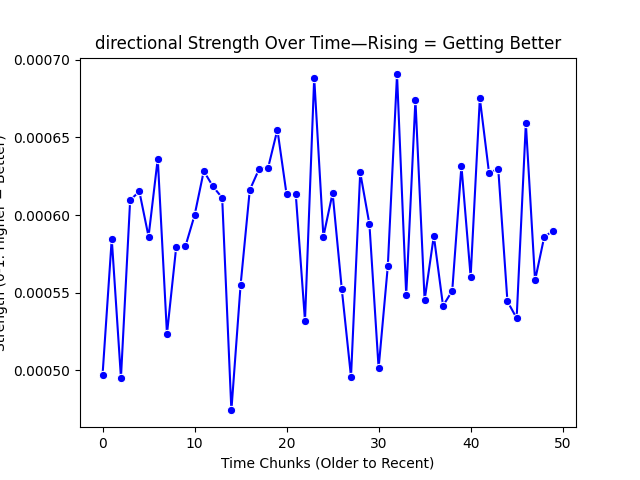 directional Strength Over Time—Rising = Getting Better
0.00070
0.00065
0.00060
0.00055
0.00050
Strength (0-1: Higher = Better)
0 10 20 30 40 50
Time Chunks (Older to Recent)